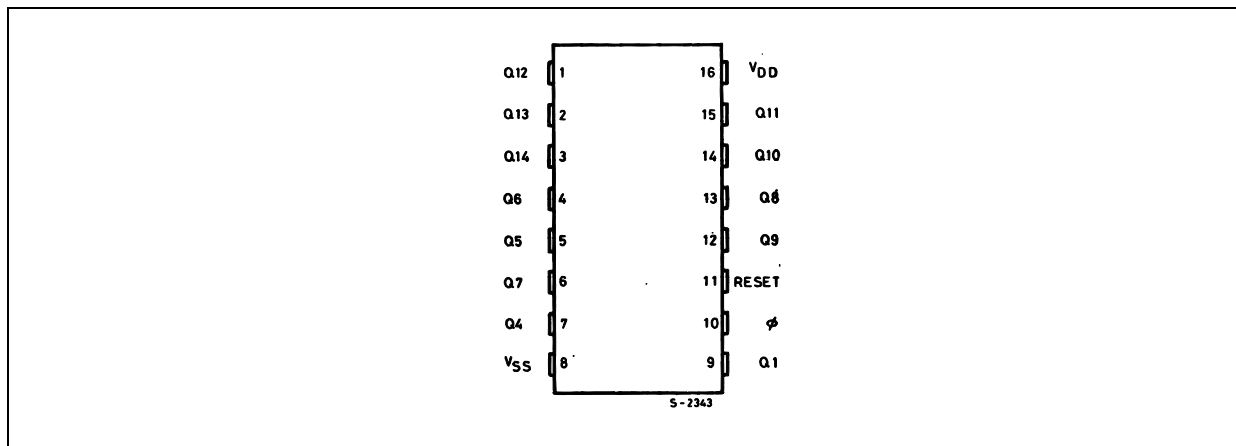 Q12 1 16 VDD
Q13 2 15 Q11
Q14 3 14 Q10
Q6 4 13 Q8
Q5 5 12 Q9
Q7 6 11 RESET
Q4 7 10 ϕ
VSS 8 9 Q1
S-2343